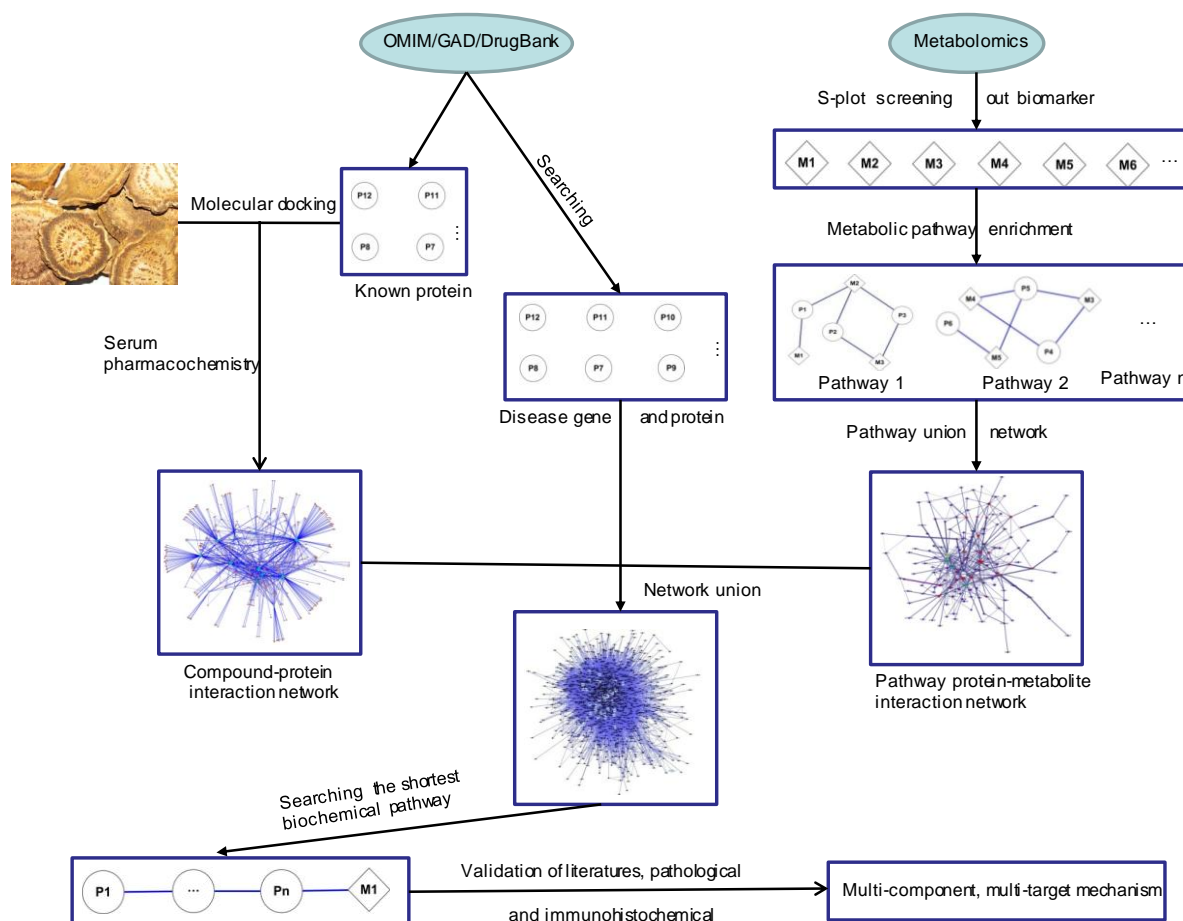 OMIM/GAD/DrugBank
Metabolomics
S-plot screening out biomarker
M1 M2 M3 M4 M5 M6 ...
Searching
Molecular docking
P12 P11
P8 P7
...
Known protein
Metabolic pathway enrichment
P12 P11 P10
P8 P7 P9
...
Disease gene and protein
M2
P1
P3
P2
M1
M3
Pathway 1
P5
M4
M3
P6
P4
M5
Pathway 2
...
Pathway n
Serum
pharmacochemistry
Pathway union network
Network union
Compound-protein
interaction network
Pathway protein-metabolite
interaction network
Searching the shortest
biochemical pathway
P1 ... Pn M1
Validation of literatures, pathological
and immunohistochemical
Multi-component, multi-target mechanism